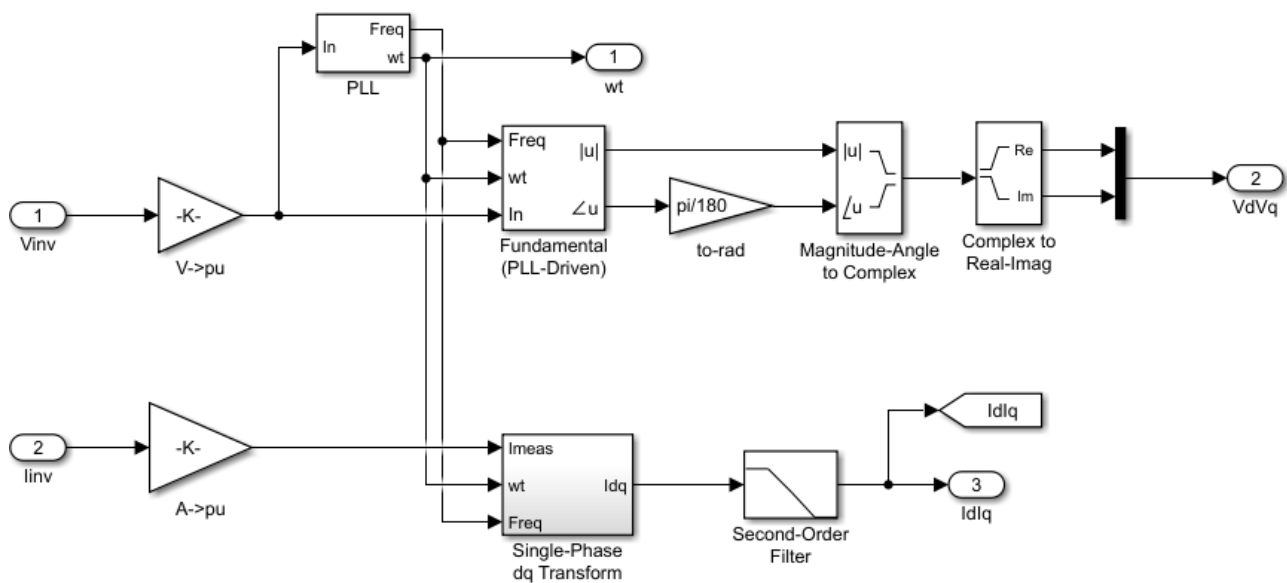 In
Freq
wt
PLL
1
wt
1
Vinv
-K-
V->pu
Freq
wt
In
|u|
∠u
Fundamental
(PLL-Driven)
pi/180
to-rad
|u|
∠u
Magnitude-Angle
to Complex
Re
Im
Complex to
Real-Imag
2
VdVq
2
Iinv
-K-
A->pu
Imeas
wt
Freq
Idq
Single-Phase
dq Transform
Second-Order
Filter
IdIq
3
IdIq